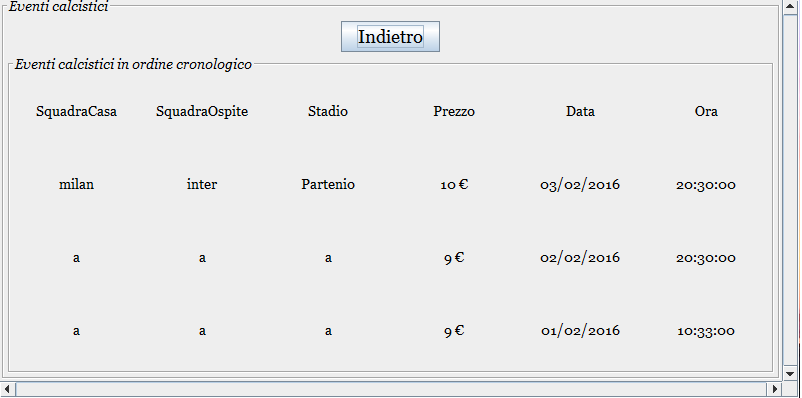 Eventi calcistici
Indietro
Eventi calcistici in ordine cronologico
SquadraCasa SquadraOspite Stadio Prezzo Data Ora
milan inter Partenio 10 € 03/02/2016 20:30:00
a a a 9 € 02/02/2016 20:30:00
a a a 9 € 01/02/2016 10:33:00